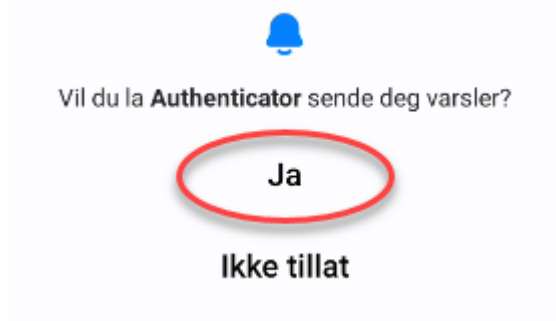 Vil du la Authenticator sende deg varsler?
Ja
Ikke tillat